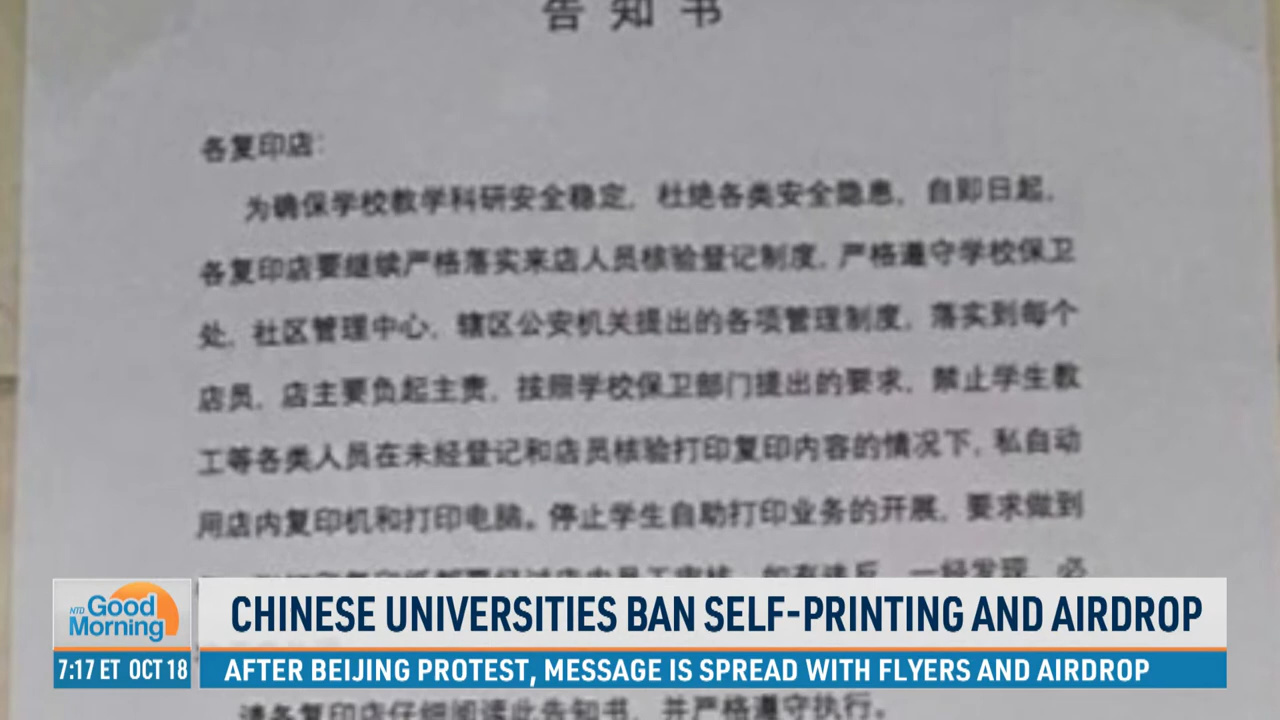 告知书
各复印店：
为确保学校教学科研安全稳定，杜绝各类安全隐患，自即日起，
各复印店要继续严格落实来店人员核验登记制度，严格遵守学校保卫
处、社区管理中心、辖区公安机关提出的各项管理制度，落实到每个
店员，店主要负起主责，按照学校保卫部门提出的要求，禁止学生教
工等各类人员在未经登记和店员核验打印复印内容的情况下，私自动
用店内复印机和打印电脑。停止学生自助打印业务的开展，要求做到
如有违反，一经发现，必
请各复印店仔细阅读此告知书，并严格遵守执行。
NTD Good Morning
CHINESE UNIVERSITIES BAN SELF-PRINTING AND AIRDROP
7:17 ET OCT 18
AFTER BEIJING PROTEST, MESSAGE IS SPREAD WITH FLYERS AND AIRDROP